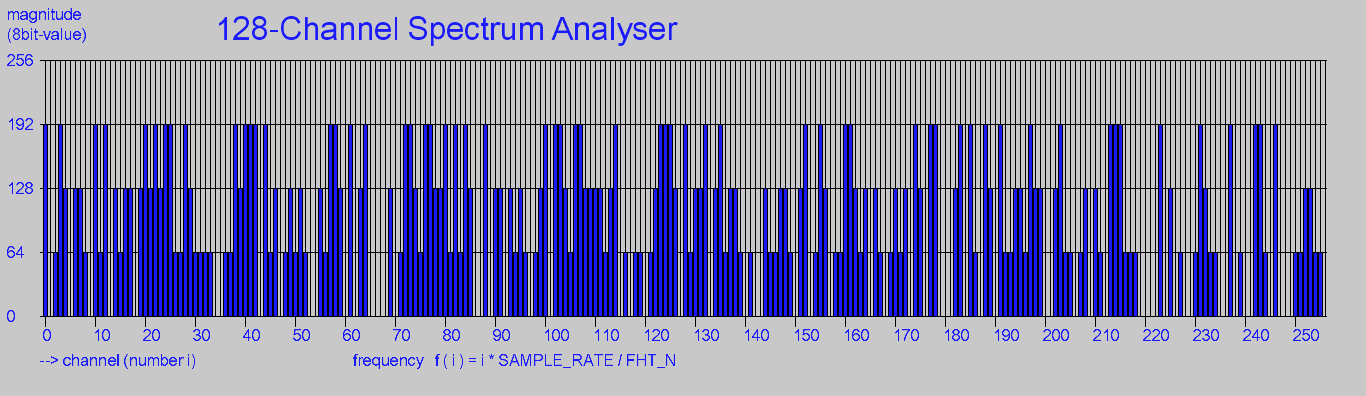 magnitude
(8bit-value)
128-Channel Spectrum Analyser
256
192
128
64
0
0 10 20 30 40 50 60 70 80 90 100 110 120 130 140 150 160 170 180 190 200 210 220 230 240 250
--> channel (number i) frequency f ( i ) = i * SAMPLE_RATE / FHT_N